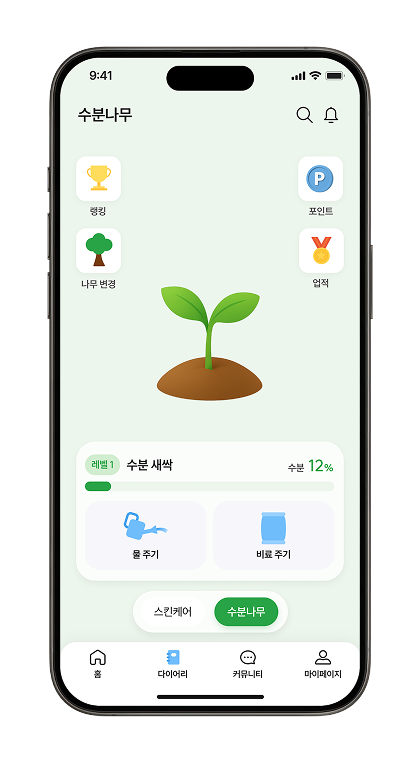 9:41
수분나무
랭킹
P
포인트
나무 변경
업적
레벨 1
수분 새싹
수분 12%
물 주기
비료 주기
스킨케어
수분나무
홈
다이어리
커뮤니티
마이페이지